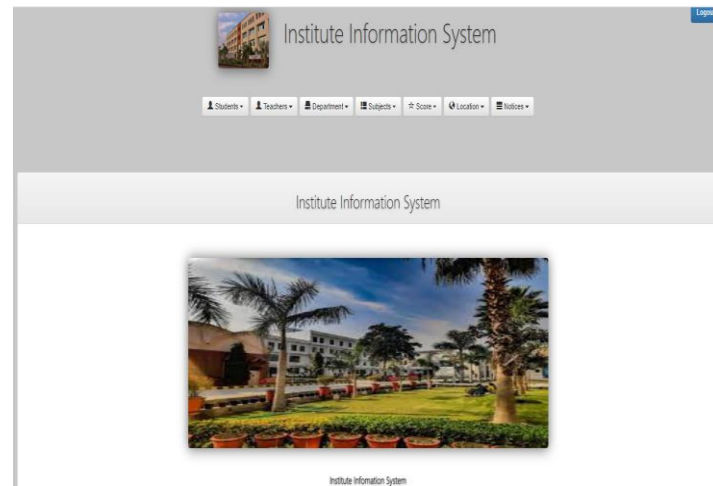 Institute Information System
Students Teachers Department Subjects Score Location Notices
Institute Information System
Institute Information System